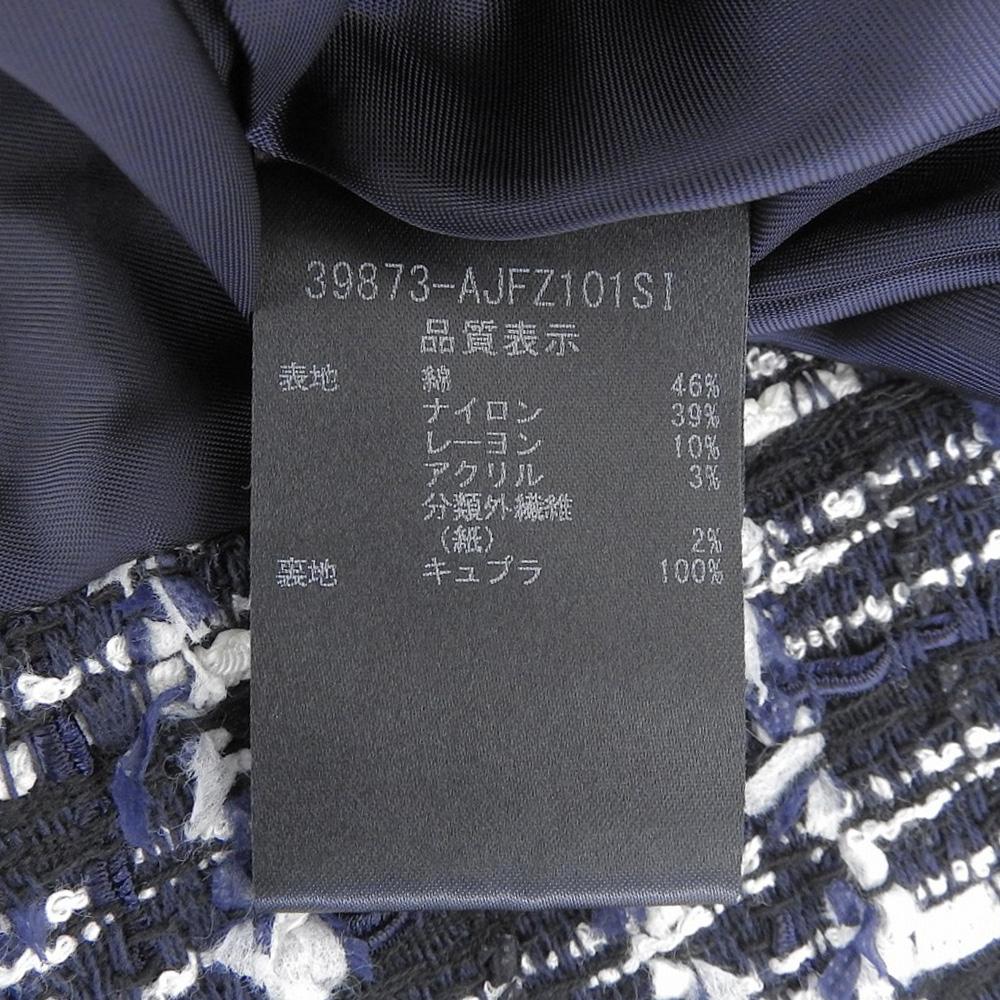 39873-AJFZ101SI
品質表示
表地 綿 46%
ナイロン 39%
レーヨン 10%
アクリル 3%
分類外繊維
(紙) 2%
裏地 キュプラ 100%